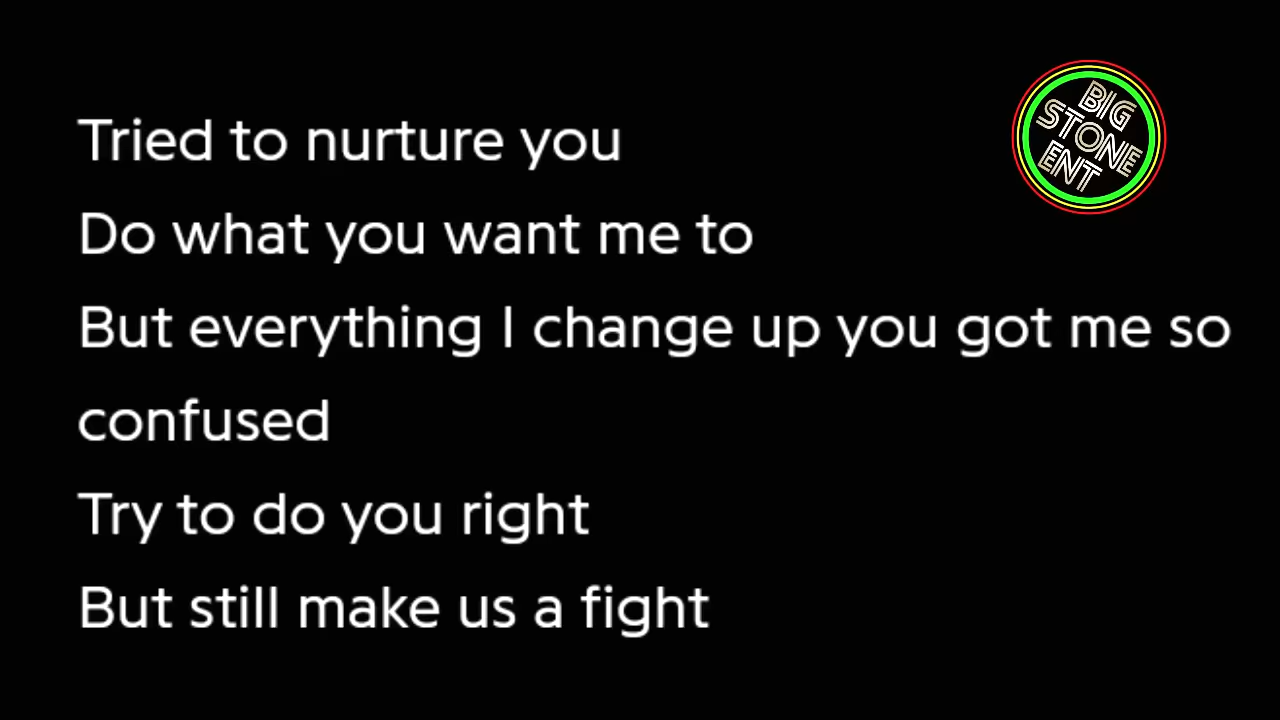 Tried to nurture you
Do what you want me to
But everything I change up you got me so
confused
Try to do you right
But still make us a fight
BIG
STONE
ENT